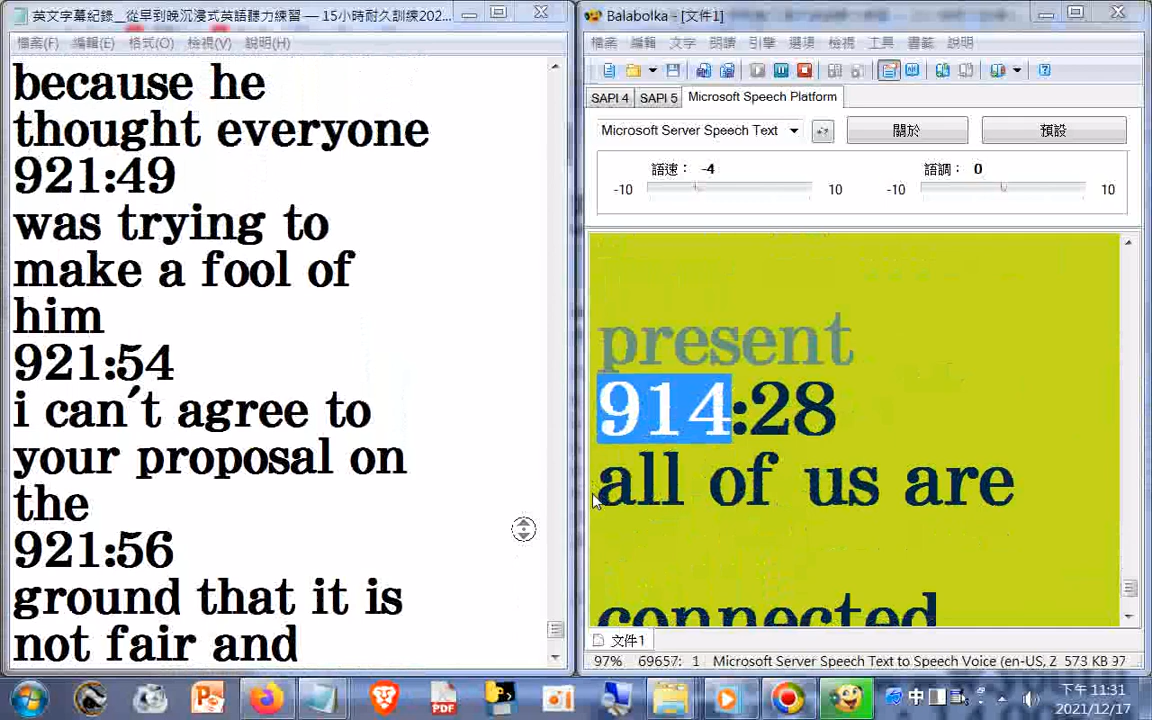 英文字幕紀錄__從早到晚沉浸式英語聽力練習 — 15小時耐久訓練202...
檔案(F) 編輯(E) 格式(O) 檢視(V) 說明(H)
because he
thought everyone
921:49
was trying to
make a fool of
him
921:54
i can't agree to
your proposal on
the
921:56
ground that it is
not fair and
Balabolka - [文件1]
檔案 編輯 文字 朗讀 引擎 選項 檢視 工具 書籤 說明
SAPI 4 SAPI 5 Microsoft Speech Platform
Microsoft Server Speech Text 關於 預設
語速： -4 語調： 0
-10 10 -10 10
present
914:28
all of us are
connected
文件1
97% 69657: 1 Microsoft Server Speech Text to Speech Voice (en-US, Z 573 KB 97
PDF
中
下午 11:31
2021/12/17